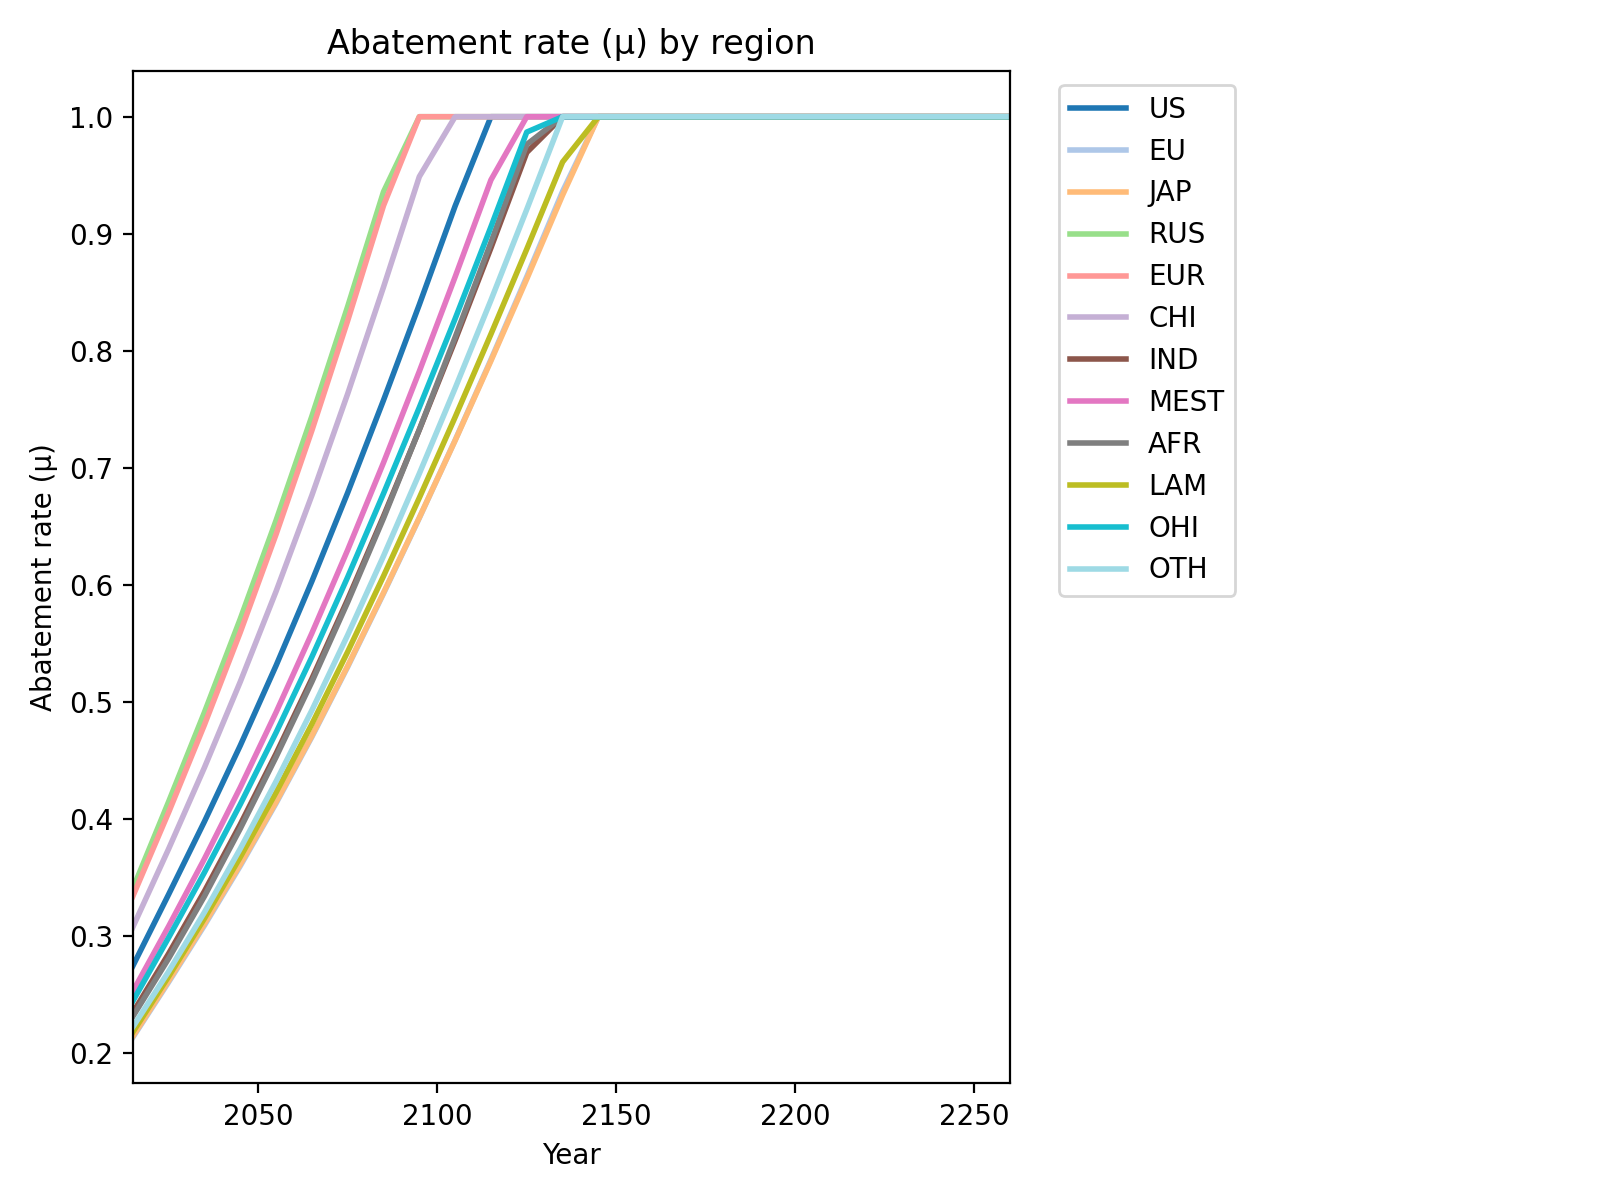 Abatement rate (μ) by region
Abatement rate (μ)
1.0
0.9
0.8
0.7
0.6
0.5
0.4
0.3
0.2
2050 2100 2150 2200 2250
Year
US
EU
JAP
RUS
EUR
CHI
IND
MEST
AFR
LAM
OHI
OTH